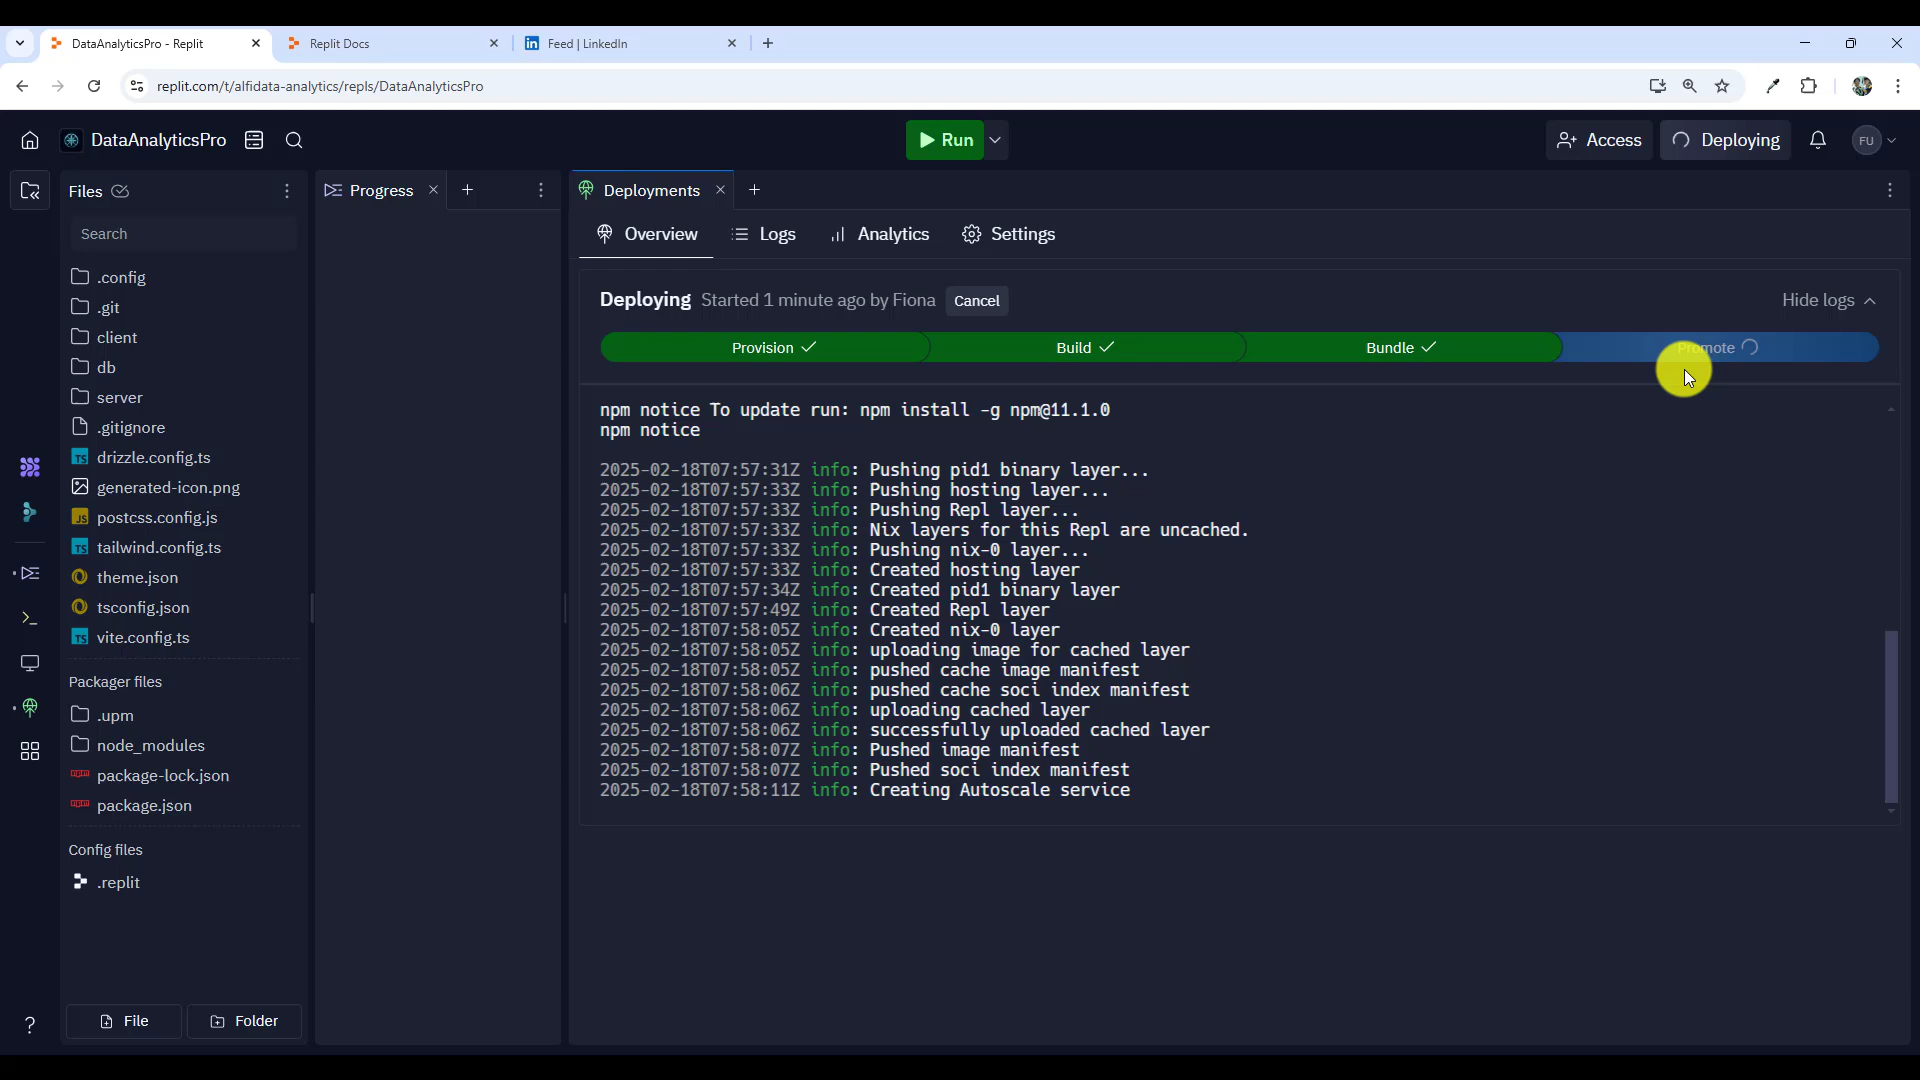 DataAnalyticsPro - Replit
Replit Docs
Feed | LinkedIn
replit.com/t/alfidata-analytics/repls/DataAnalyticsPro
DataAnalyticsPro
Run
Access
Deploying
FU
Files
Progress
Deployments
Search
Overview
Logs
Analytics
Settings
.config
.git
client
db
server
.gitignore
TS drizzle.config.ts
generated-icon.png
JS postcss.config.js
TS tailwind.config.ts
theme.json
tsconfig.json
TS vite.config.ts
Packager files
.upm
node_modules
package-lock.json
package.json
Config files
.replit
File
Folder
Deploying Started 1 minute ago by Fiona Cancel
Hide logs
Provision
Build
Bundle
Promote
npm notice To update run: npm install -g npm@11.1.0
npm notice
2025-02-18T07:57:31Z info: Pushing pid1 binary layer...
2025-02-18T07:57:33Z info: Pushing hosting layer...
2025-02-18T07:57:33Z info: Pushing Repl layer...
2025-02-18T07:57:33Z info: Nix layers for this Repl are uncached.
2025-02-18T07:57:33Z info: Pushing nix-0 layer...
2025-02-18T07:57:33Z info: Created hosting layer
2025-02-18T07:57:34Z info: Created pid1 binary layer
2025-02-18T07:57:49Z info: Created Repl layer
2025-02-18T07:58:05Z info: Created nix-0 layer
2025-02-18T07:58:05Z info: uploading image for cached layer
2025-02-18T07:58:05Z info: pushed cache image manifest
2025-02-18T07:58:06Z info: pushed cache soci index manifest
2025-02-18T07:58:06Z info: uploading cached layer
2025-02-18T07:58:06Z info: successfully uploaded cached layer
2025-02-18T07:58:07Z info: Pushed image manifest
2025-02-18T07:58:07Z info: Pushed soci index manifest
2025-02-18T07:58:11Z info: Creating Autoscale service